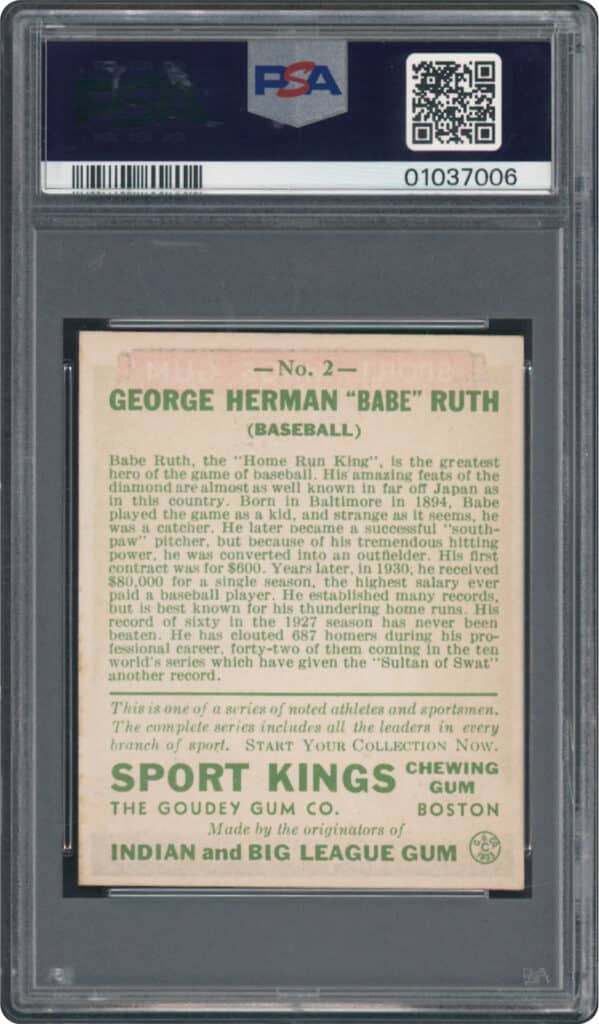 PSA
01037006
—No. 2—
GEORGE HERMAN "BABE" RUTH
(BASEBALL)
Babe Ruth, the "Home Run King", is the greatest
hero of the game of baseball. His amazing feats of the
diamond are almost as well known in far off Japan as
in this country. Born in Baltimore in 1894, Babe
played the game as a kid, and strange as it seems, he
was a catcher. He later became a successful "south-
paw" pitcher, but because of his tremendous hitting
power, he was converted into an outfielder. His first
contract was for $600. Years later, in 1930, he received
$80,000 for a single season, the highest salary ever
paid a baseball player. He established many records,
but is best known for his thundering home runs. His
record of sixty in the 1927 season has never been
beaten. He has clouted 687 homers during his pro-
fessional career, forty-two of them coming in the ten
world's series which have given the "Sultan of Swat"
another record.
This is one of a series of noted athletes and sportsmen.
The complete series includes all the leaders in every
branch of sport. START YOUR COLLECTION NOW.
SPORT KINGS CHEWING GUM
THE GOUDEY GUM CO. BOSTON
Made by the originators of
INDIAN and BIG LEAGUE GUM